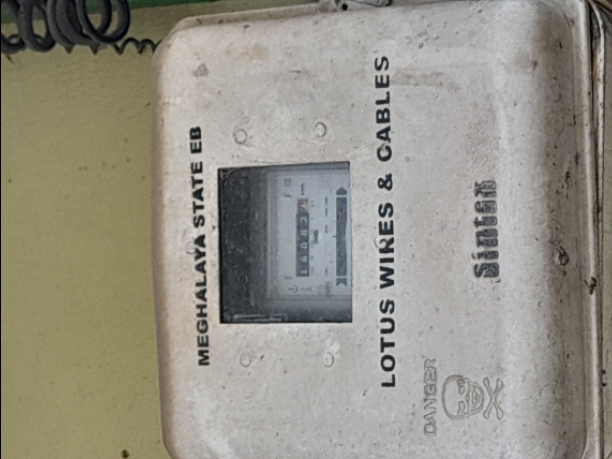 MEGHALAYA STATE EB
LOTUS WIRES & CABLES
Sintex
DANGER